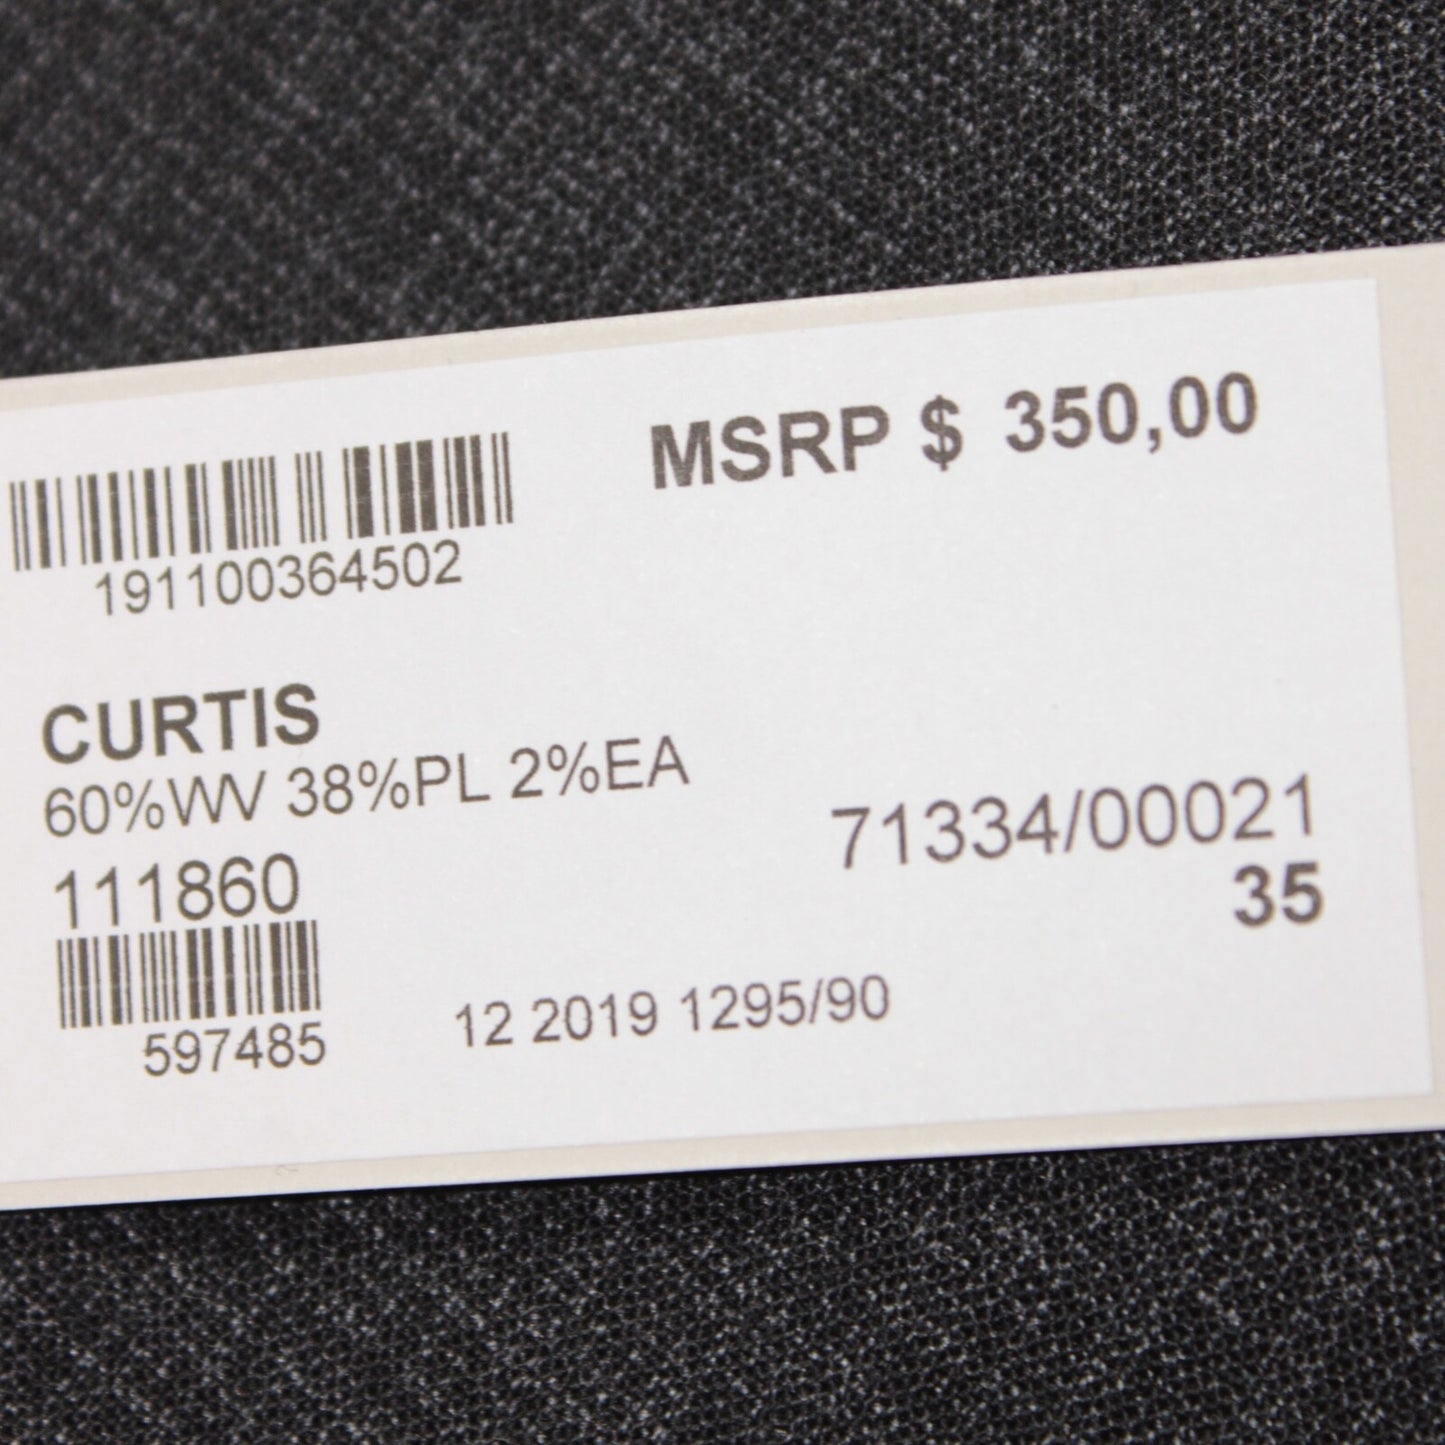 MSRP $ 350,00
191100364502
CURTIS
60%WV 38%PL 2%EA
71334/00021
111860
35
597485
12 2019 1295/90